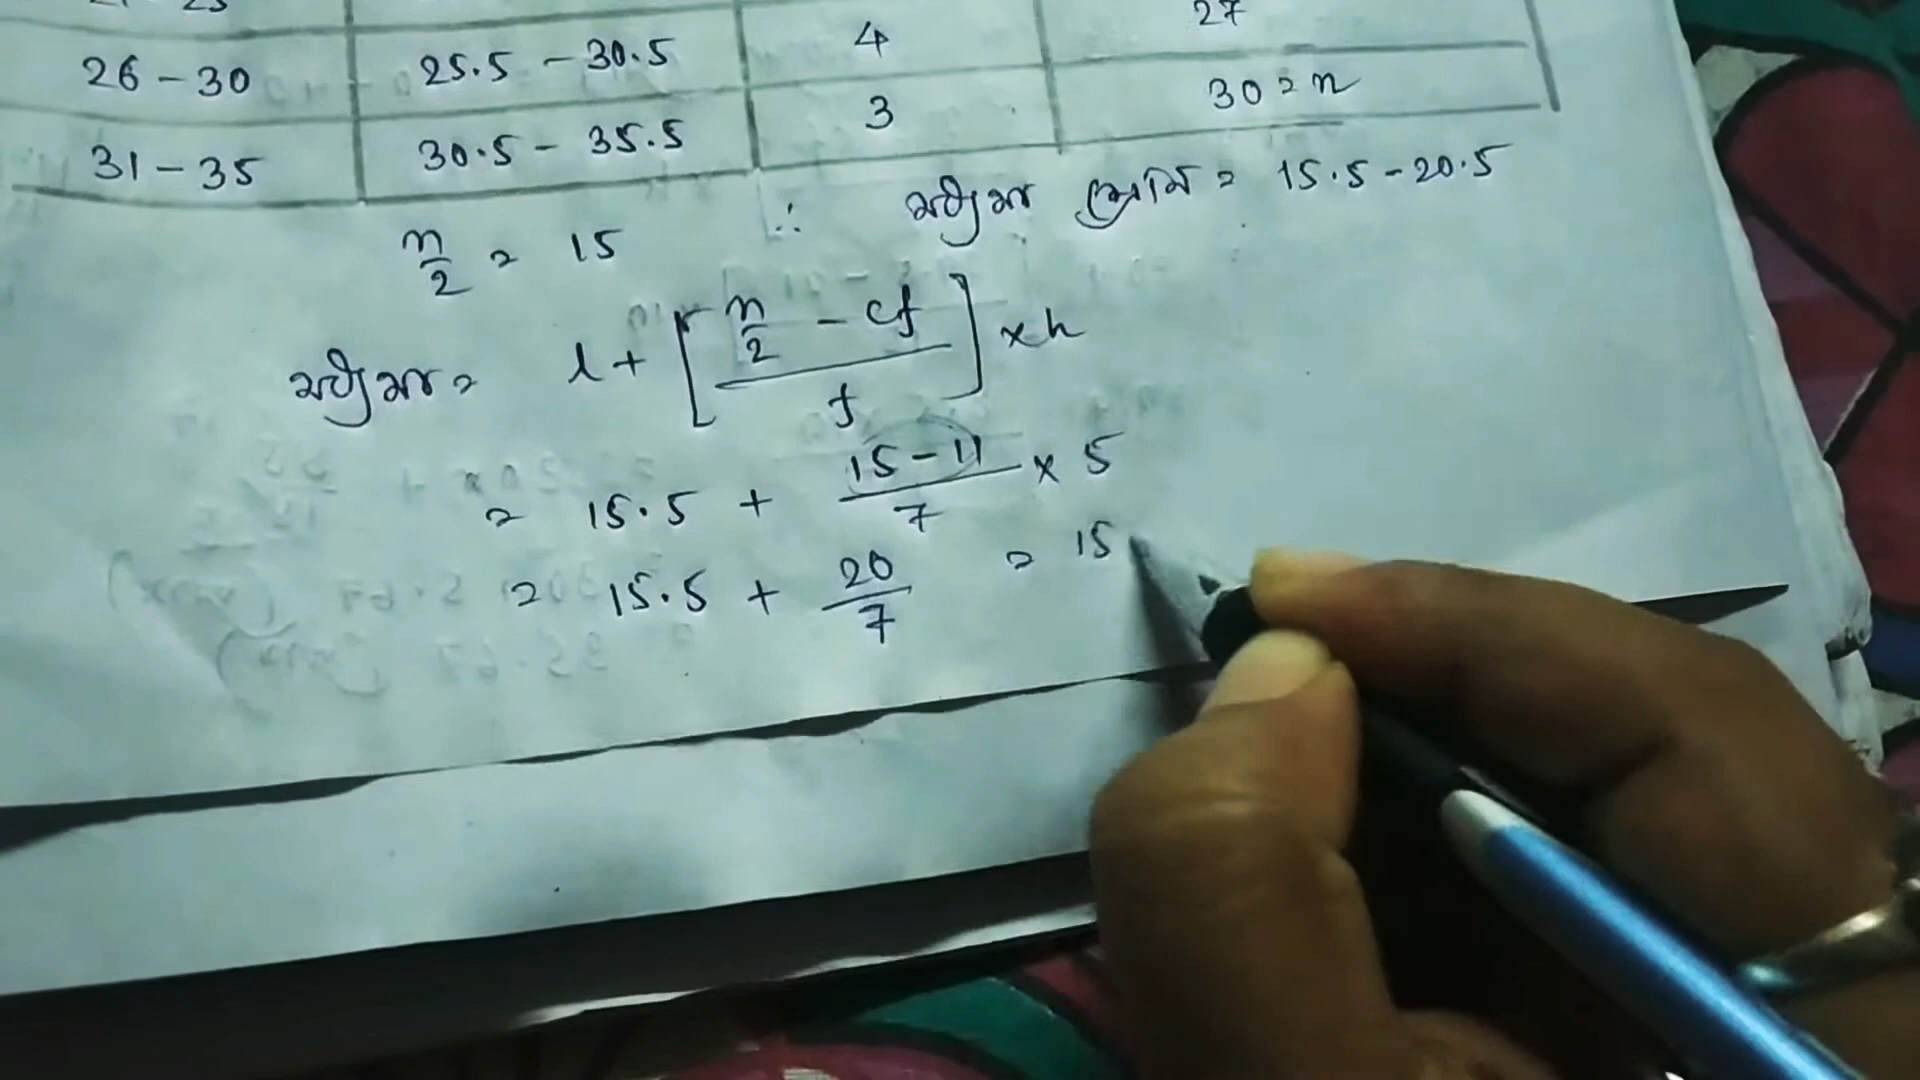 26 - 30 25.5 - 30.5 4 27
31 - 35 30.5 - 35.5 3 30 = n
n/2 = 15 ∴ মধ্যমা শ্রেণি = 15.5 - 20.5
মধ্যমা = l + [ (n/2 - cf) / f ] × h
= 15.5 + (15 - 11)/7 × 5
= 15.5 + 20/7 = 15